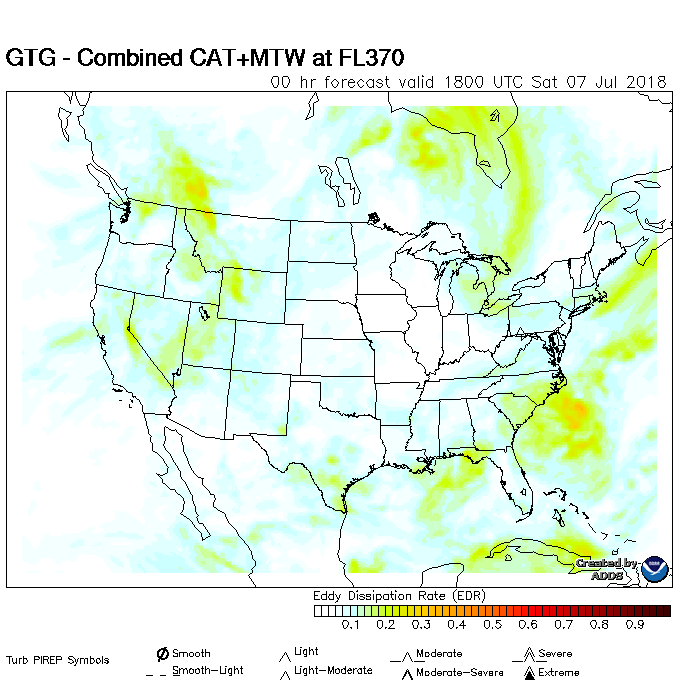 GTG - Combined CAT+MTW at FL370
00 hr forecast valid 1800 UTC Sat 07 Jul 2018
Created by
ADDS
Eddy Dissipation Rate (EDR)
0.1 0.2 0.3 0.4 0.5 0.6 0.7 0.8 0.9
Turb PIREP Symbols
Smooth
Smooth-Light
Light
Light-Moderate
Moderate
Moderate-Severe
Severe
Extreme